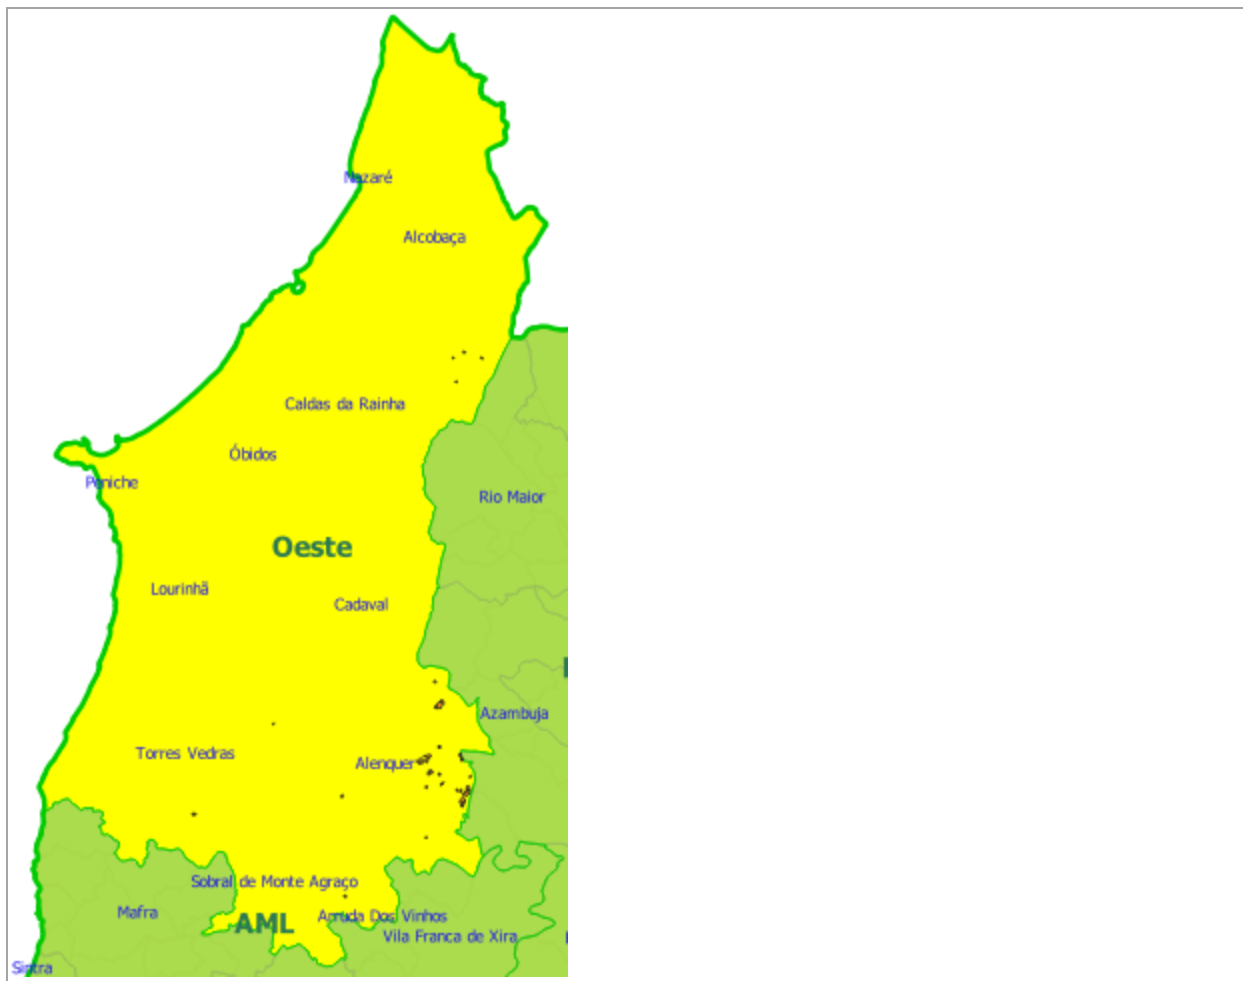 Nazaré
Alcobaça
Caldas da Rainha
Óbidos
Peniche
Rio Maior
Oeste
Lourinhã
Cadaval
Azambuja
Torres Vedras
Alenquer
Sobral de Monte Agraço
Mafra
AML
Arruda Dos Vinhos
Vila Franca de Xira
Sintra